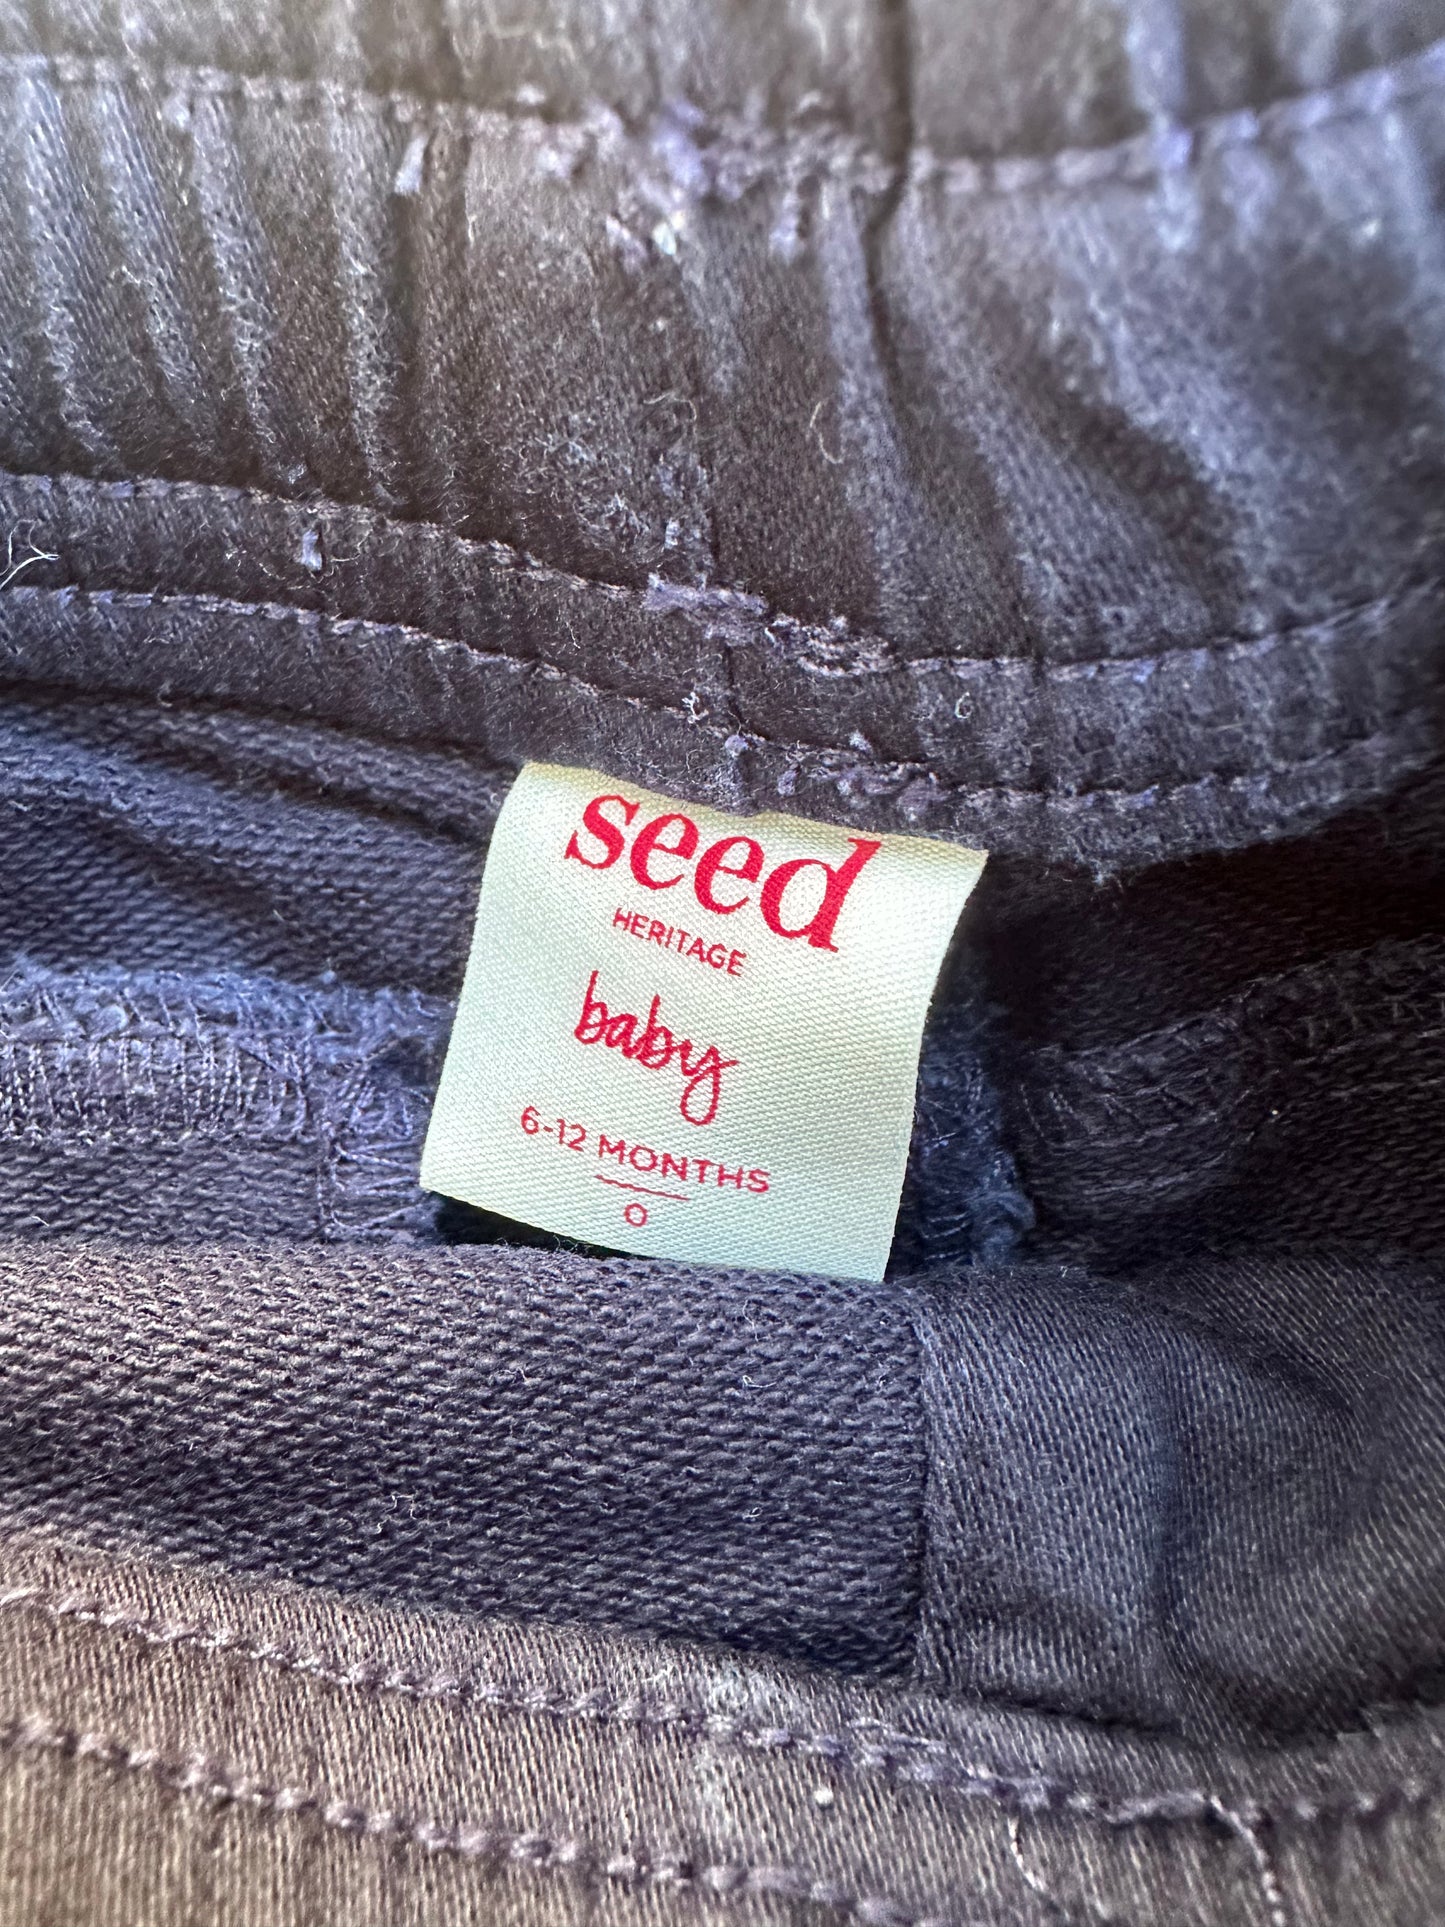 seed
HERITAGE
baby
6-12 MONTHS
0